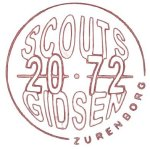 SCOUTS
20 72
GIDSEN
ZURENBORG